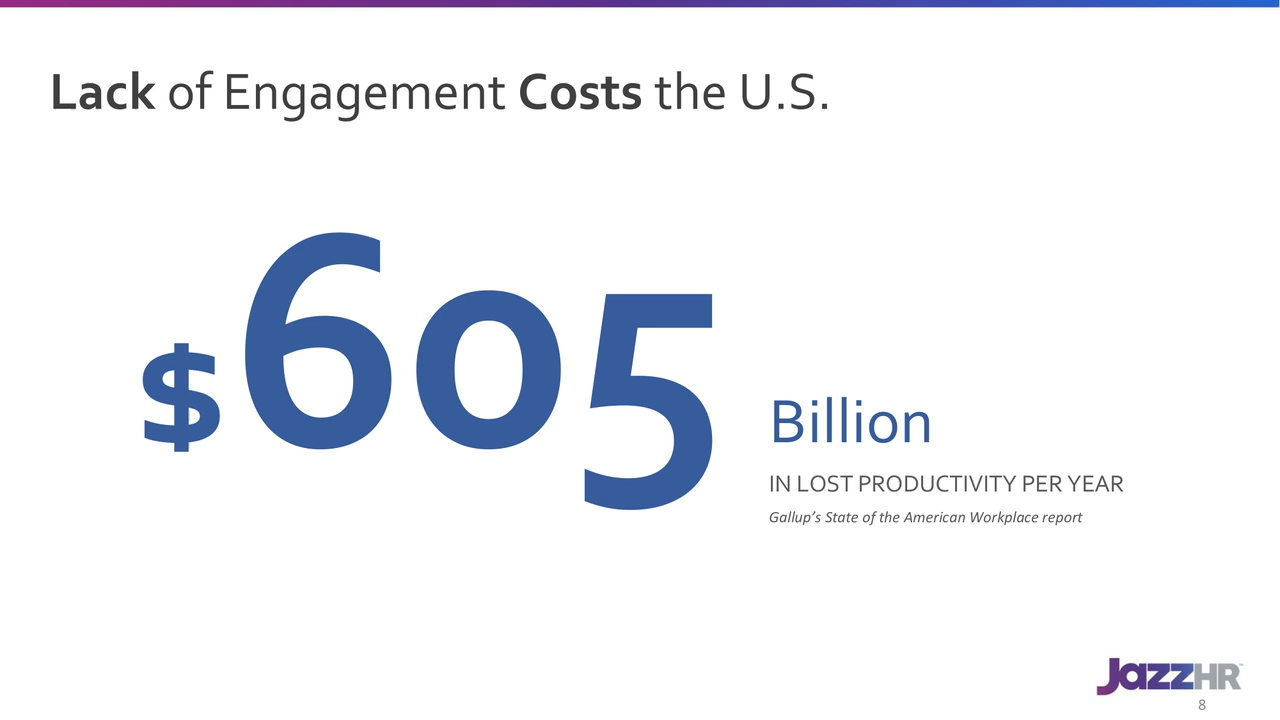 Lack of Engagement Costs the U.S.
$605 Billion
IN LOST PRODUCTIVITY PER YEAR
Gallup’s State of the American Workplace report
JazzHR™
8